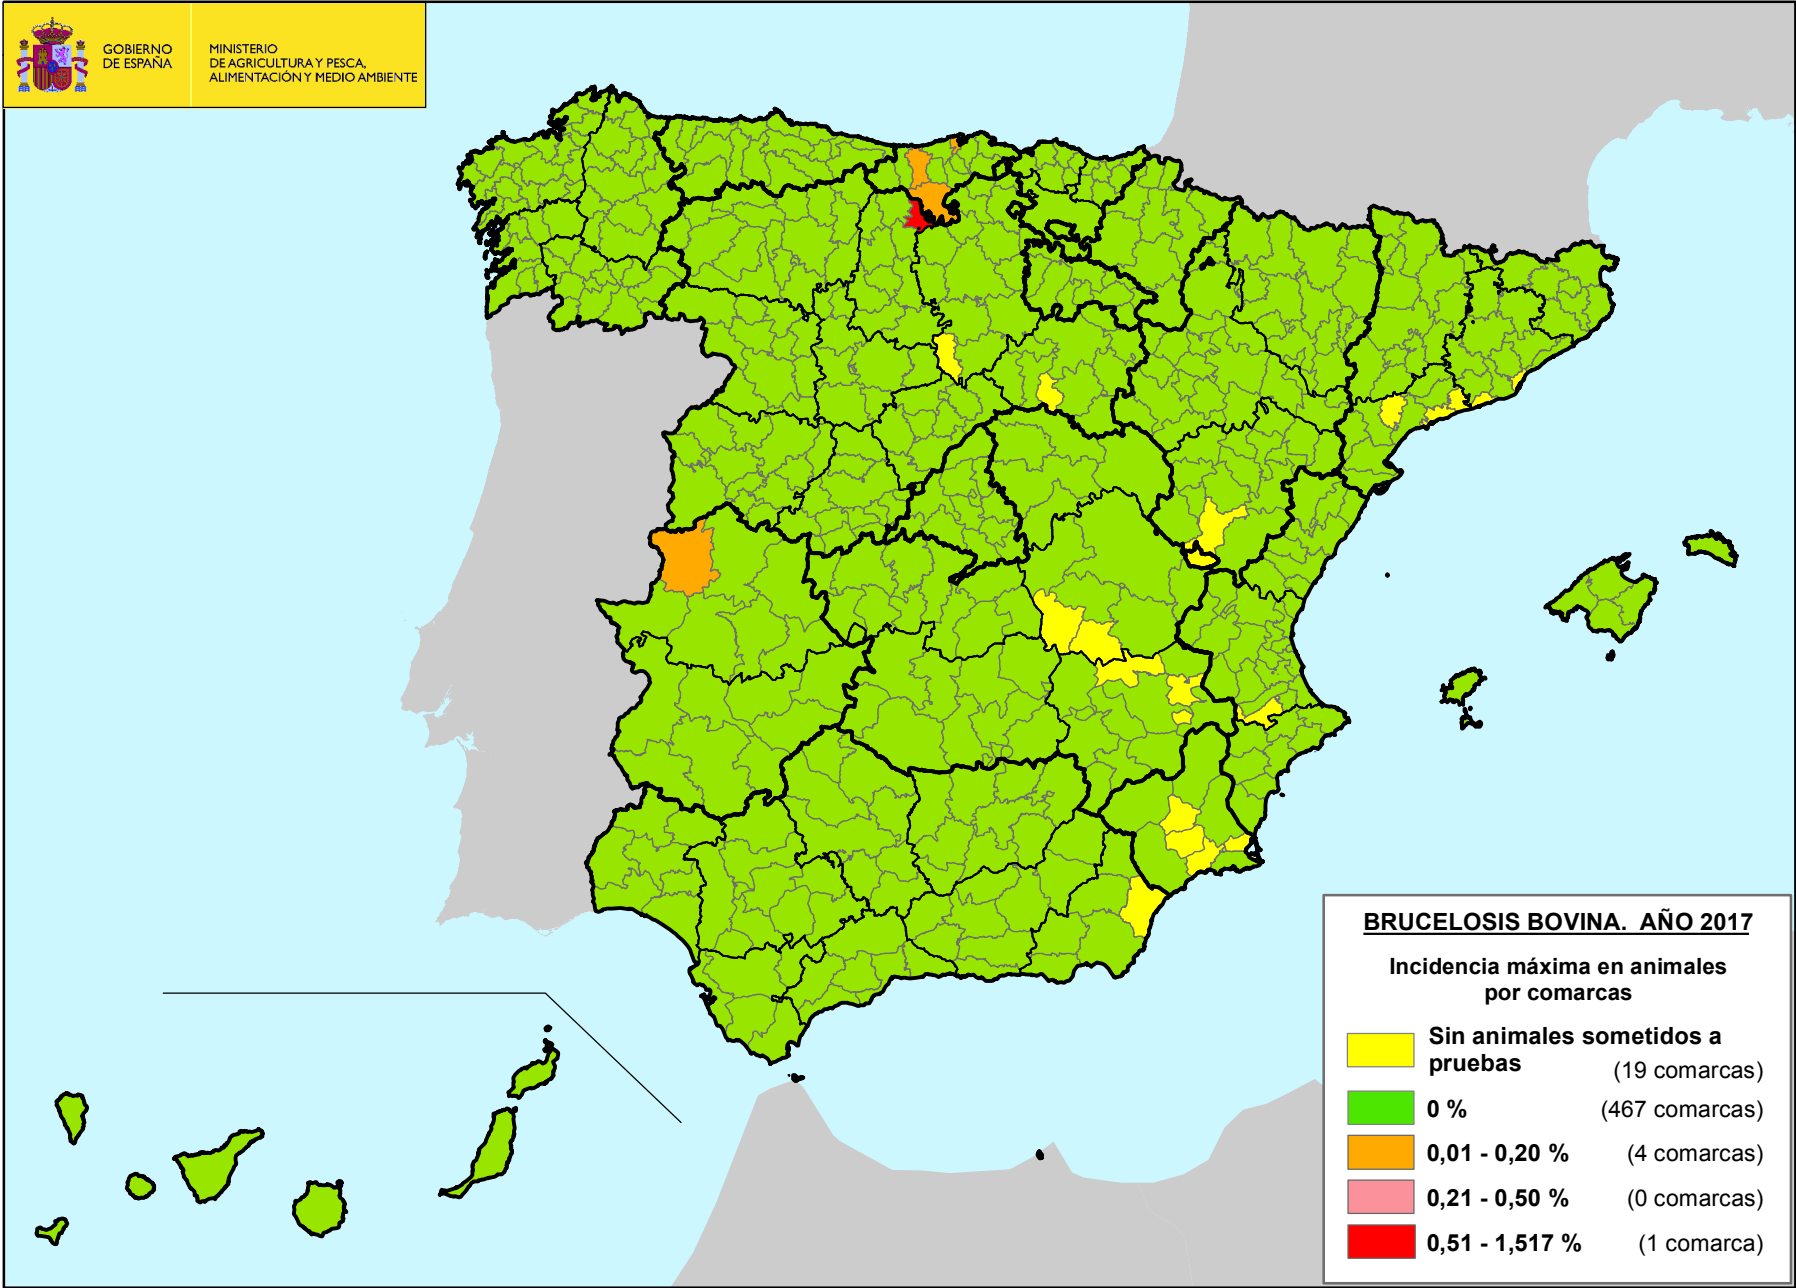 GOBIERNO
DE ESPAÑA
MINISTERIO
DE AGRICULTURA Y PESCA,
ALIMENTACIÓN Y MEDIO AMBIENTE
BRUCELOSIS BOVINA. AÑO 2017
Incidencia máxima en animales
por comarcas
Sin animales sometidos a
pruebas (19 comarcas)
0 % (467 comarcas)
0,01 - 0,20 % (4 comarcas)
0,21 - 0,50 % (0 comarcas)
0,51 - 1,517 % (1 comarca)